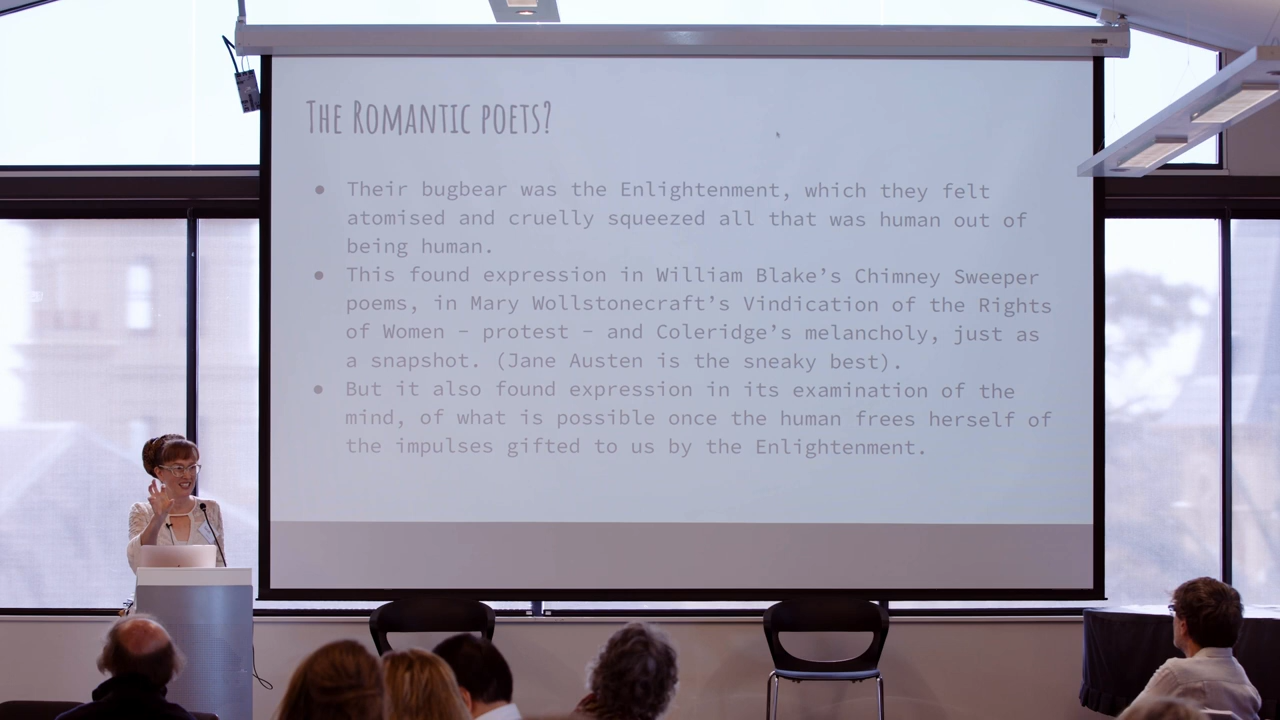 The Romantic poets?
● Their bugbear was the Enlightenment, which they felt
atomised and cruelly squeezed all that was human out of
being human.
● This found expression in William Blake’s Chimney Sweeper
poems, in Mary Wollstonecraft’s Vindication of the Rights
of Women – protest – and Coleridge’s melancholy, just as
a snapshot. (Jane Austen is the sneaky best).
● But it also found expression in its examination of the
mind, of what is possible once the human frees herself of
the impulses gifted to us by the Enlightenment.